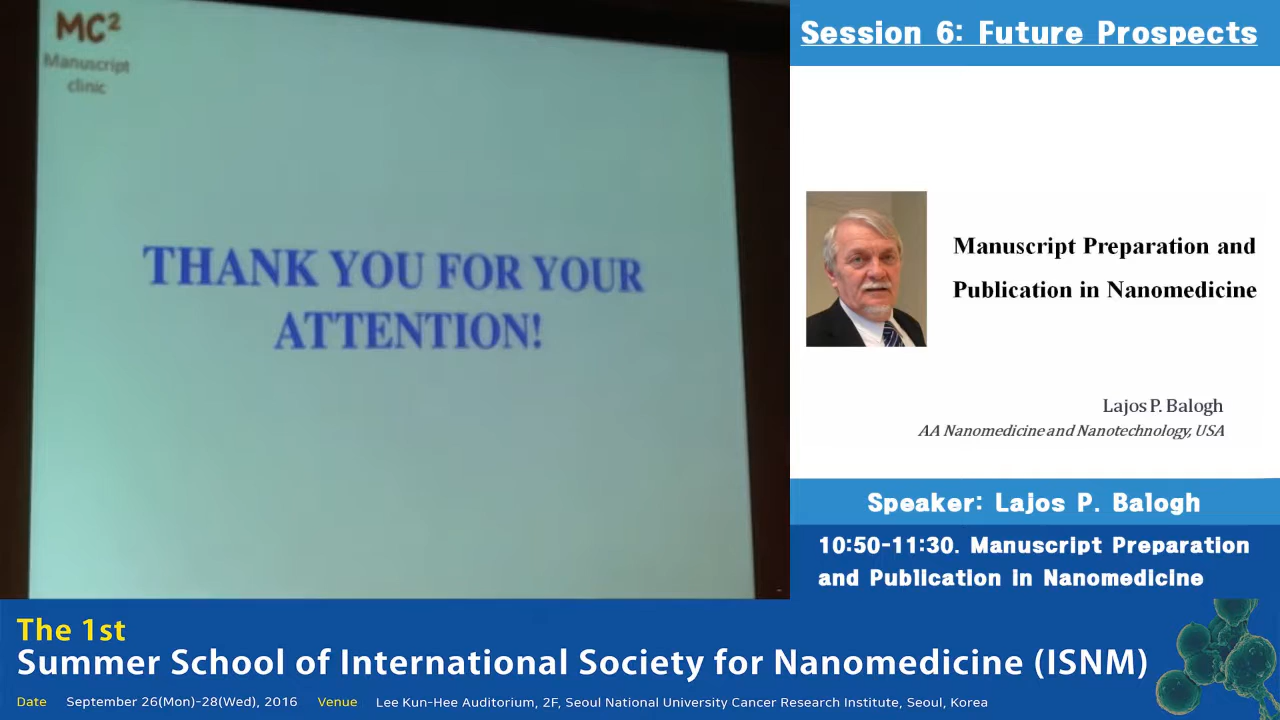 MC²
Manuscript
clinic
THANK YOU FOR YOUR
ATTENTION!
Session 6: Future Prospects
Manuscript Preparation and
Publication in Nanomedicine
Lajos P. Balogh
AA Nanomedicine and Nanotechnology, USA
Speaker: Lajos P. Balogh
10:50-11:30. Manuscript Preparation
and Publication in Nanomedicine
The 1st
Summer School of International Society for Nanomedicine (ISNM)
Date September 26(Mon)-28(Wed), 2016 Venue Lee Kun-Hee Auditorium, 2F, Seoul National University Cancer Research Institute, Seoul, Korea